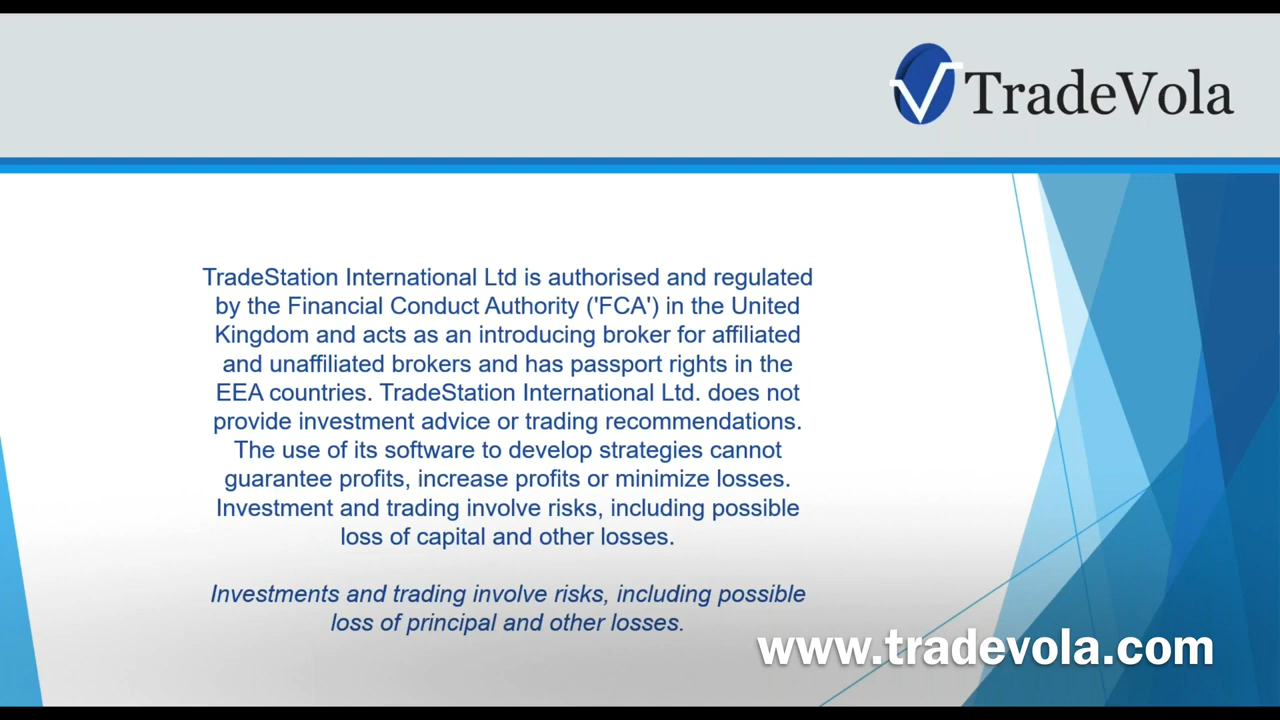 TradeVola
TradeStation International Ltd is authorised and regulated
by the Financial Conduct Authority ('FCA') in the United
Kingdom and acts as an introducing broker for affiliated
and unaffiliated brokers and has passport rights in the
EEA countries. TradeStation International Ltd. does not
provide investment advice or trading recommendations.
The use of its software to develop strategies cannot
guarantee profits, increase profits or minimize losses.
Investment and trading involve risks, including possible
loss of capital and other losses.
Investments and trading involve risks, including possible
loss of principal and other losses.
www.tradevola.com